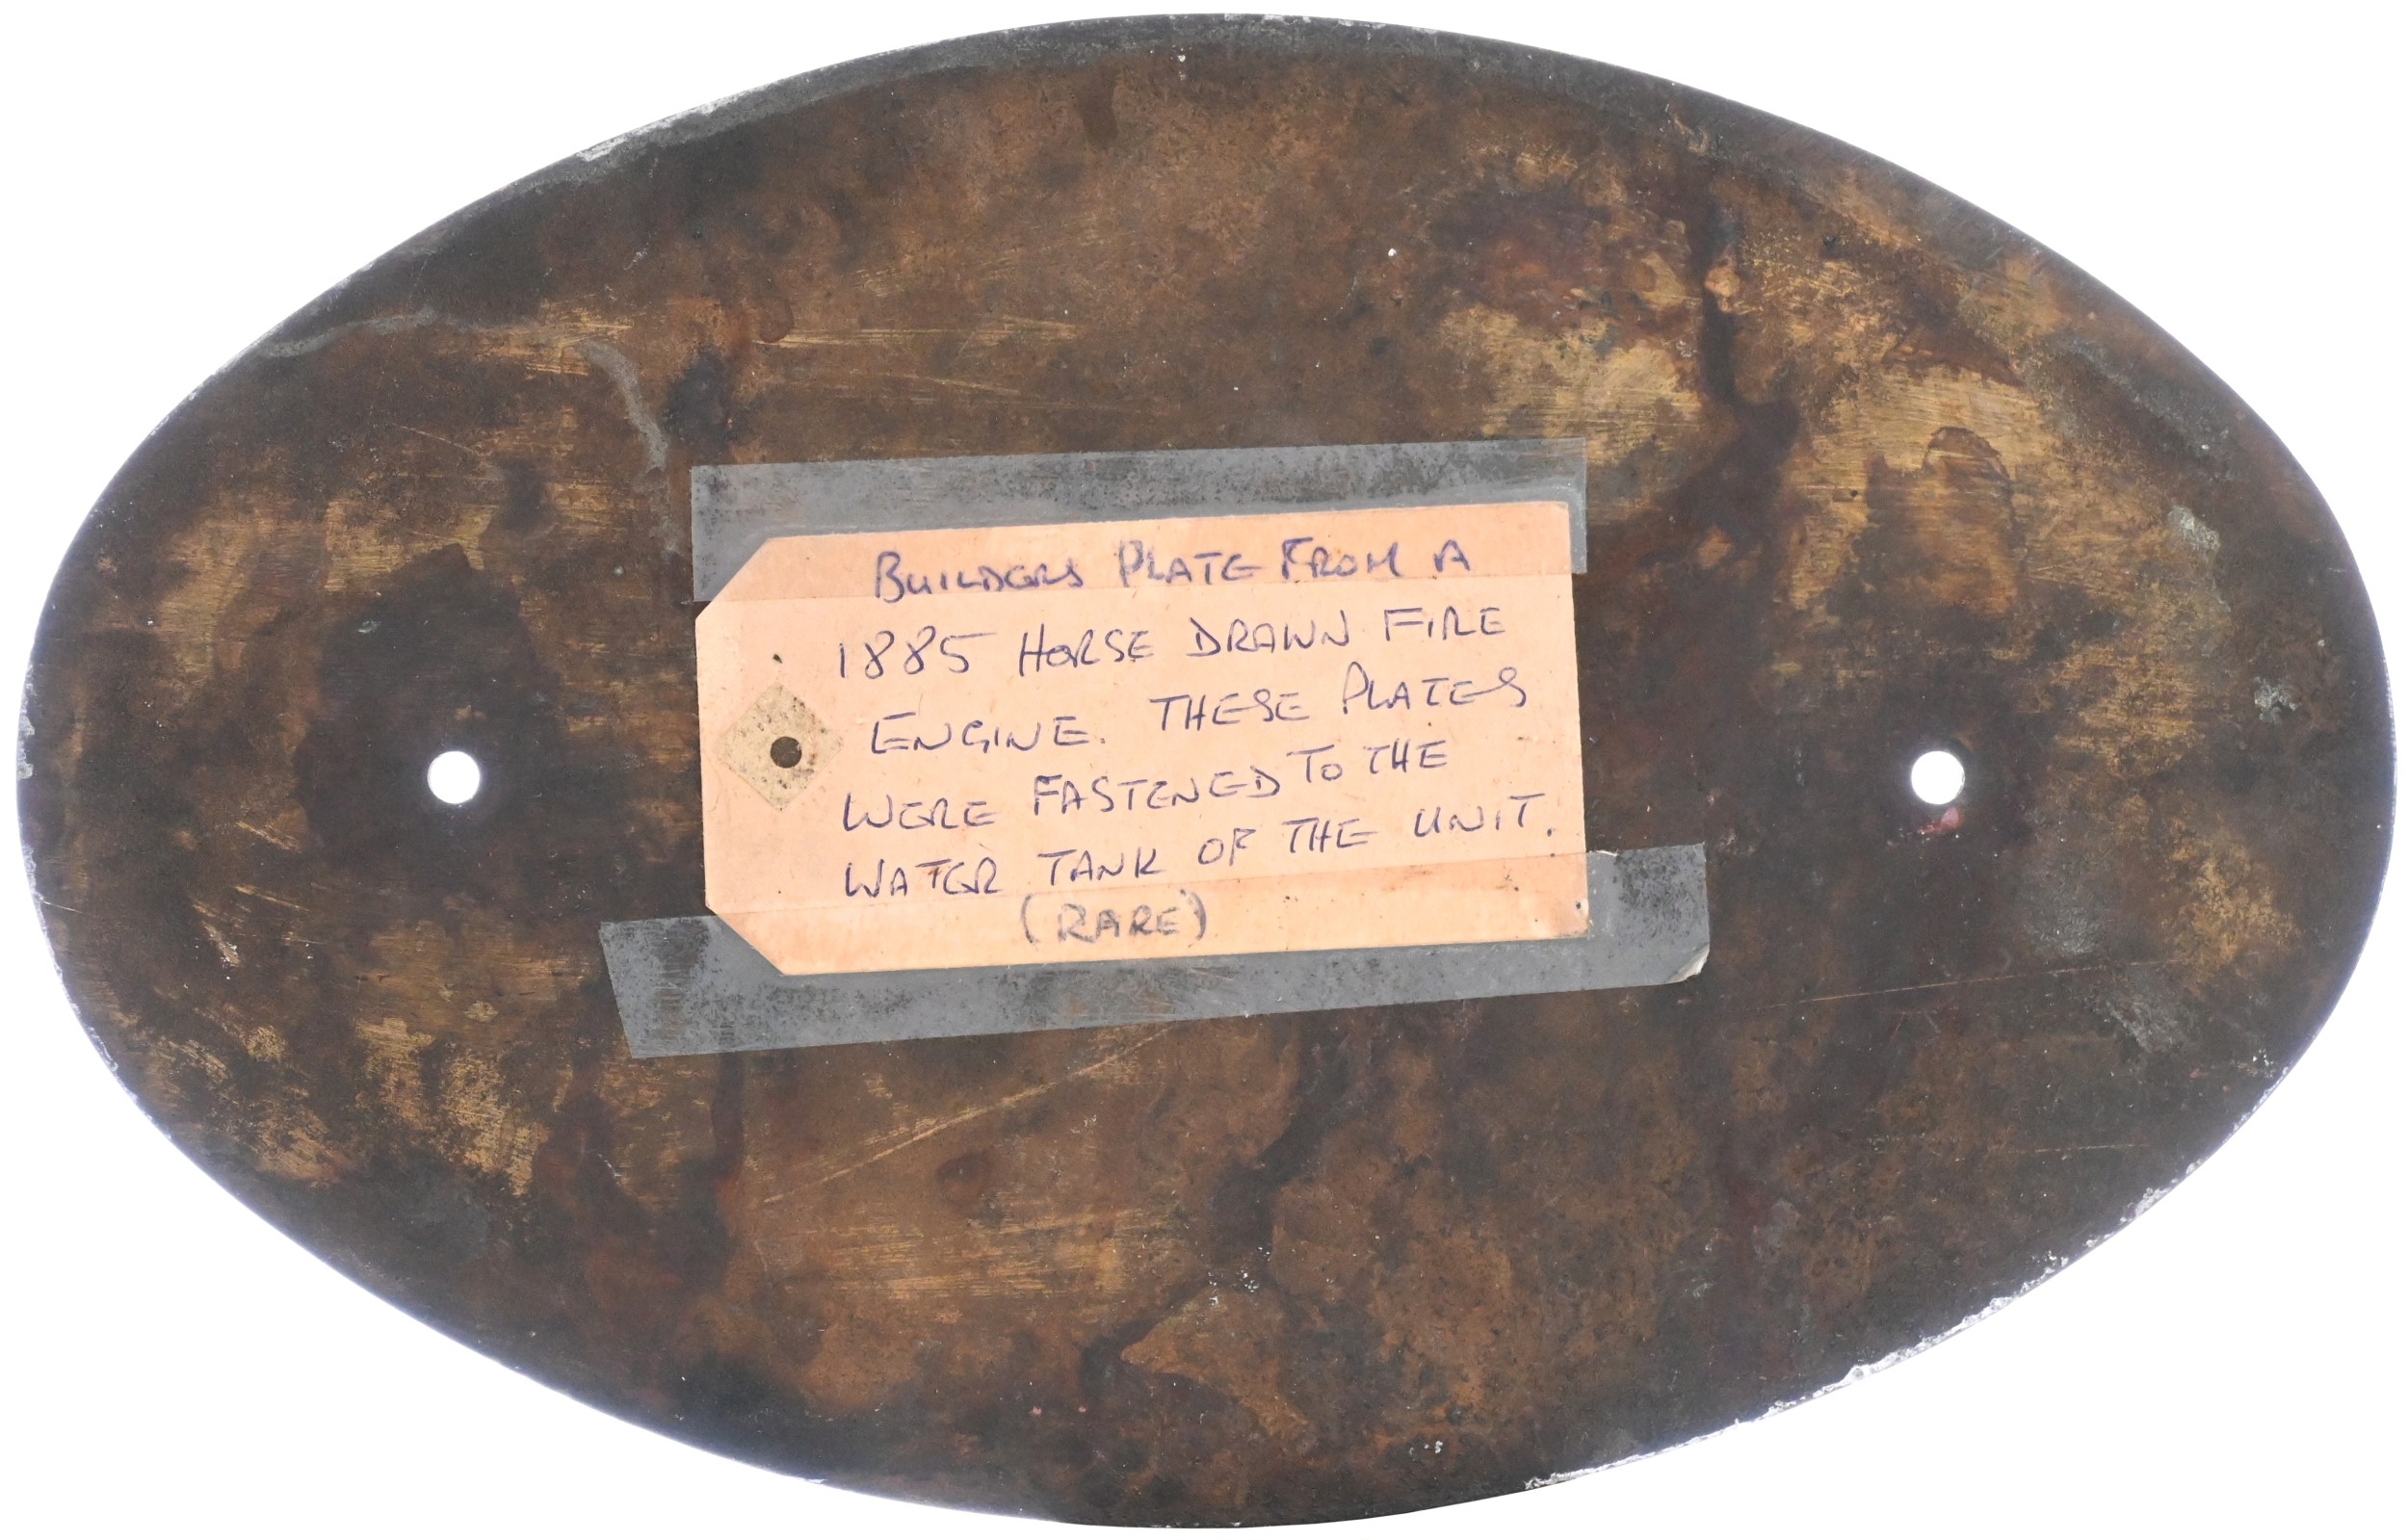 BUILDERS PLATE FROM A
1885 HORSE DRAWN FIRE
ENGINE. THESE PLATES
WERE FASTENED TO THE
WATER TANK OF THE UNIT.
(RARE)